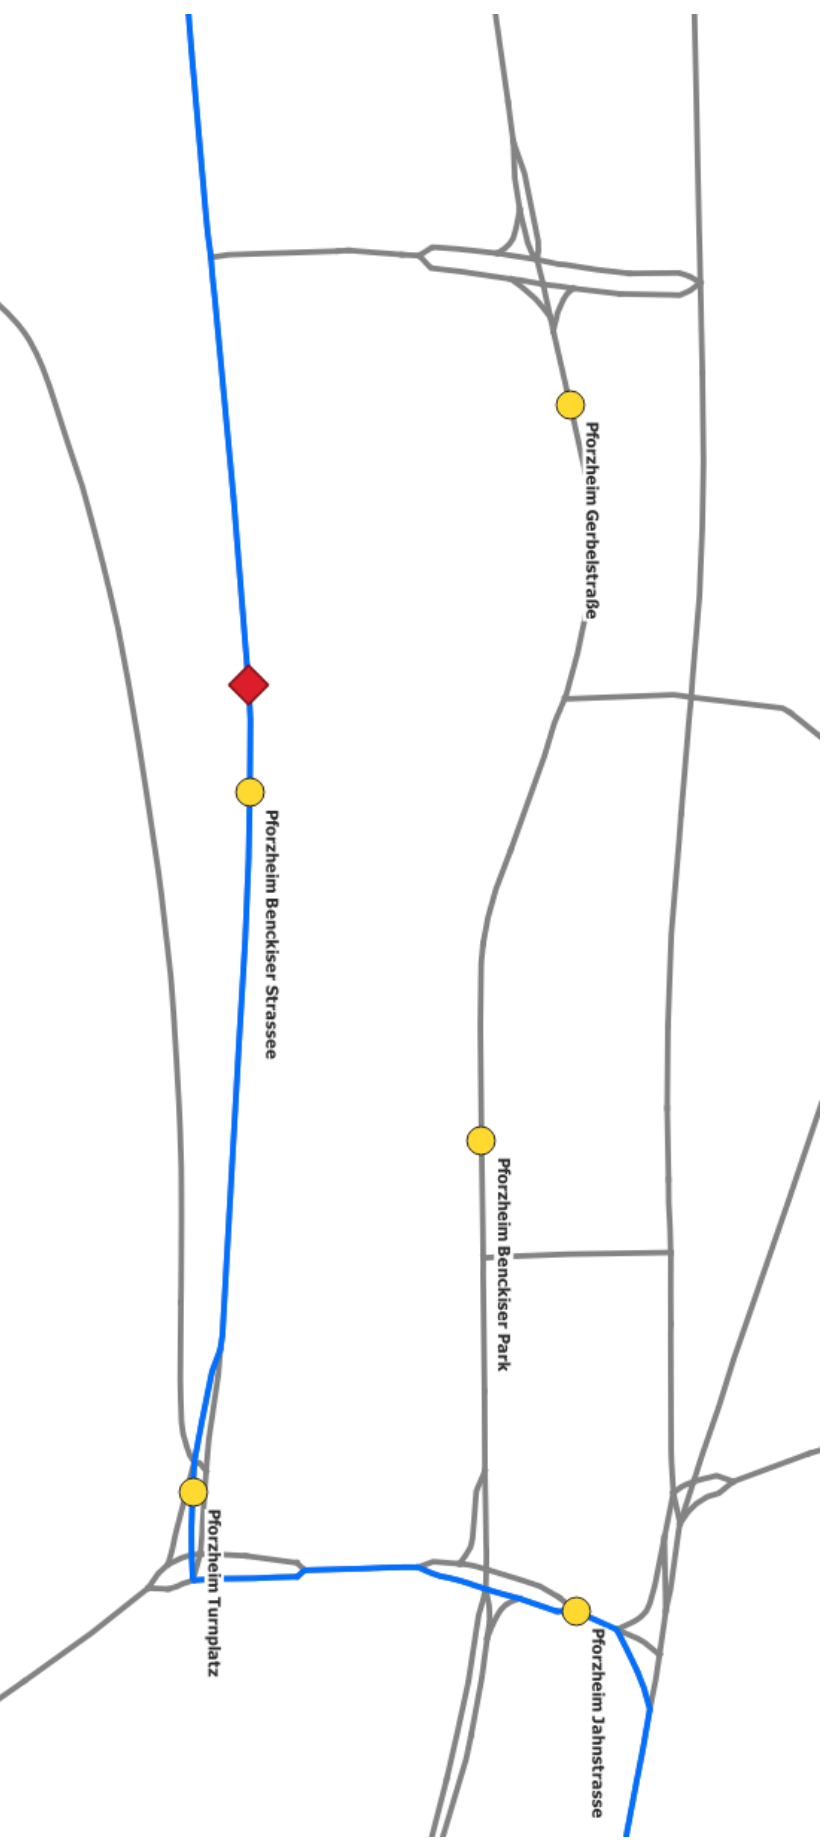 Pforzheim Gerbelstraße
Pforzheim Benckiser Strassee
Pforzheim Benckiser Park
Pforzheim Turnplatz
Pforzheim Jahnstrasse